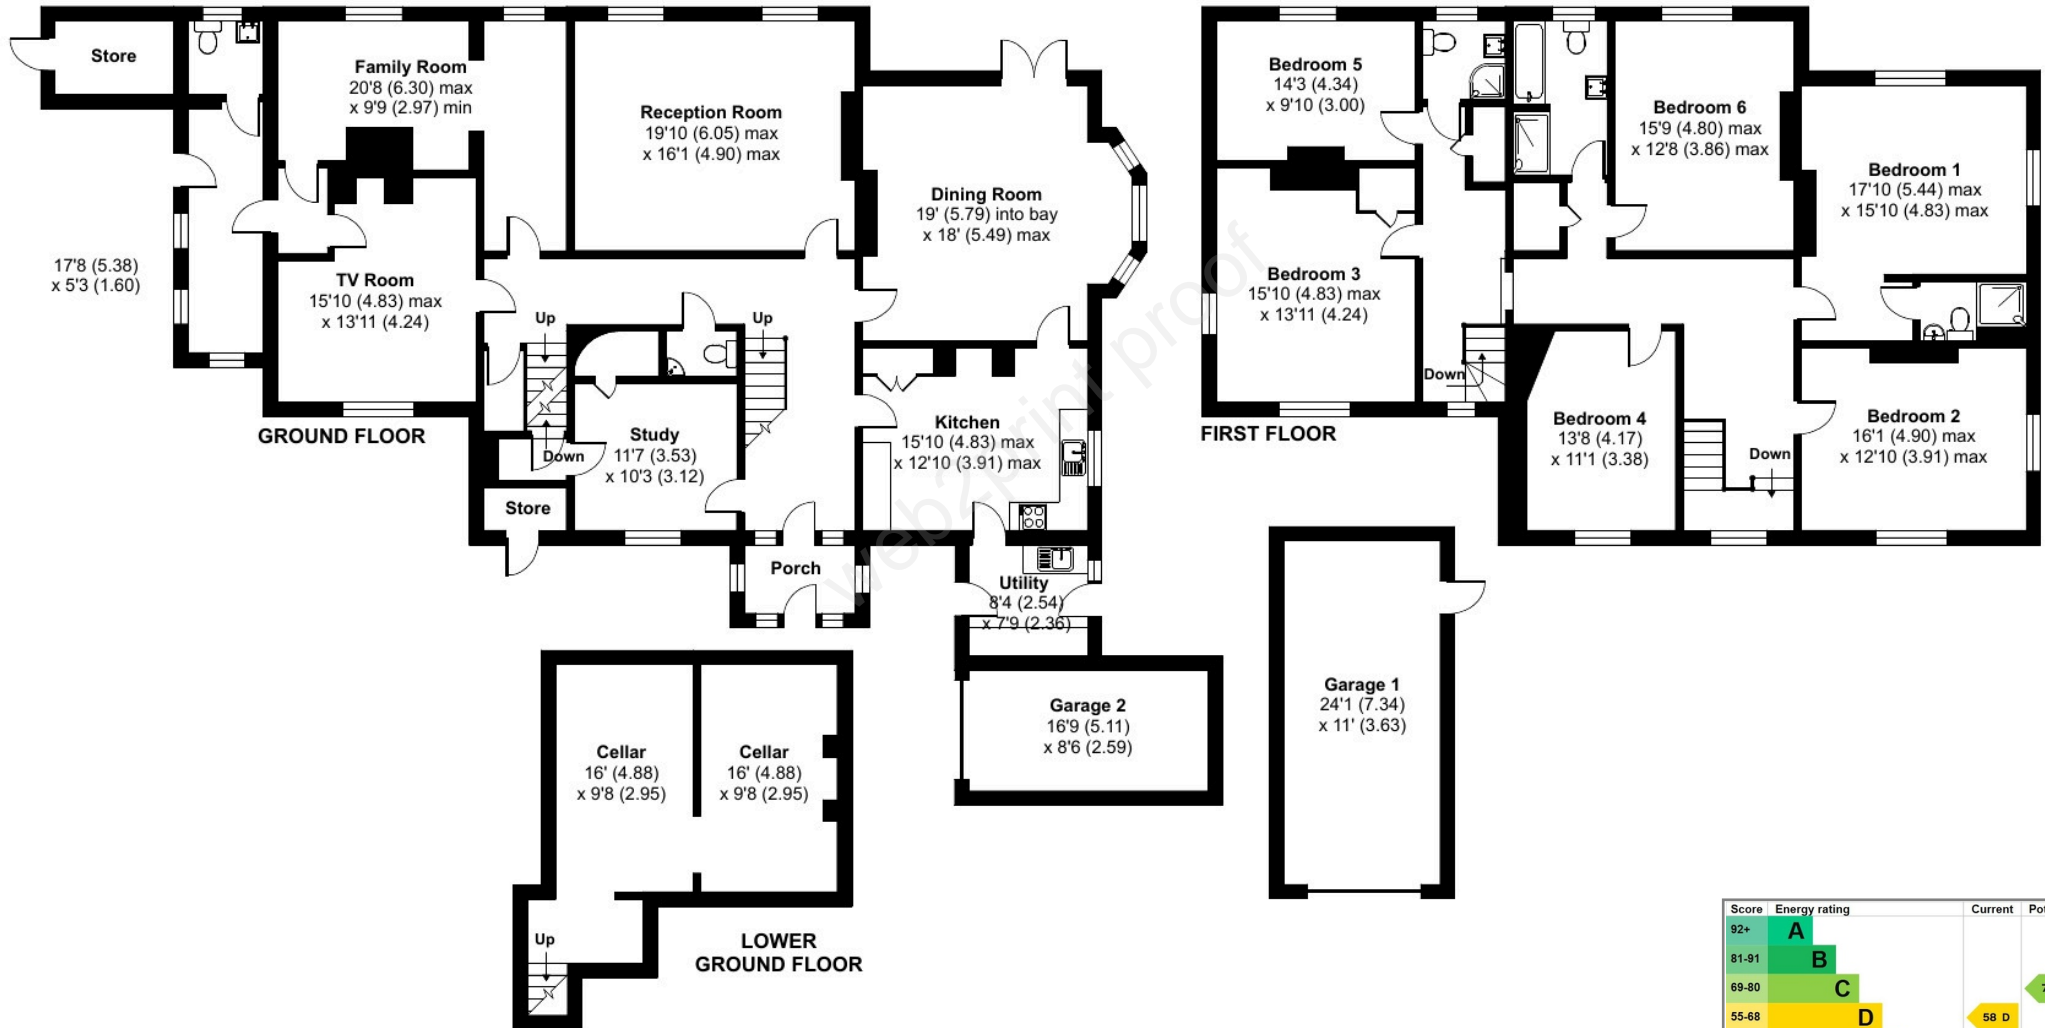 Store
Family Room
20'8 (6.30) max
x 9'9 (2.97) min
Reception Room
19'10 (6.05) max
x 16'1 (4.90) max
Dining Room
19' (5.79) into bay
x 18' (5.49) max
17'8 (5.38)
x 5'3 (1.60)
TV Room
15'10 (4.83) max
x 13'11 (4.24)
Up
Up
GROUND FLOOR
Study
11'7 (3.53)
x 10'3 (3.12)
Down
Store
Kitchen
15'10 (4.83) max
x 12'10 (3.91) max
Porch
Utility
8'4 (2.54)
x 7'9 (2.36)
Garage 2
16'9 (5.11)
x 8'6 (2.59)
Cellar
16' (4.88)
x 9'8 (2.95)
Cellar
16' (4.88)
x 9'8 (2.95)
Up
LOWER
GROUND FLOOR
Bedroom 5
14'3 (4.34)
x 9'10 (3.00)
Bedroom 6
15'9 (4.80) max
x 12'8 (3.86) max
Bedroom 1
17'10 (5.44) max
x 15'10 (4.83) max
Bedroom 3
15'10 (4.83) max
x 13'11 (4.24)
Down
FIRST FLOOR
Bedroom 4
13'8 (4.17)
x 11'1 (3.38)
Down
Bedroom 2
16'1 (4.90) max
x 12'10 (3.91) max
Garage 1
24'1 (7.34)
x 11' (3.63)
web2print proof
Score Energy rating Current
92+ A
81-91 B
69-80 C
55-68 D 58 D